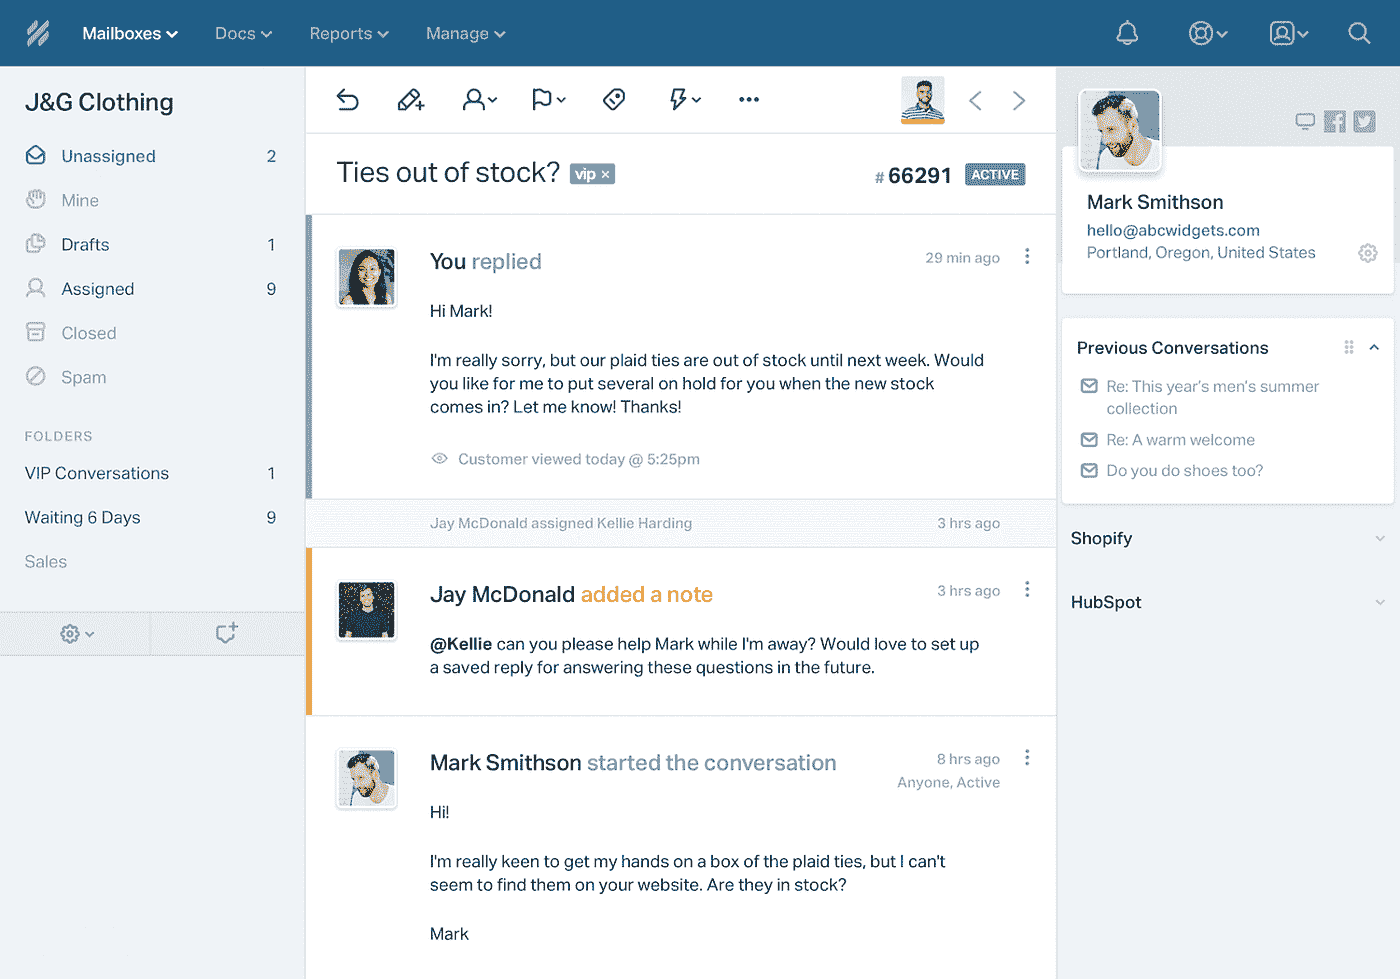 Mailboxes
Docs
Reports
Manage
J&G Clothing
Unassigned 2
Mine
Drafts 1
Assigned 9
Closed
Spam
FOLDERS
VIP Conversations 1
Waiting 6 Days 9
Sales
Ties out of stock? vip ×
# 66291 ACTIVE
You replied
29 min ago
Hi Mark!
I'm really sorry, but our plaid ties are out of stock until next week. Would
you like for me to put several on hold for you when the new stock
comes in? Let me know! Thanks!
Customer viewed today @ 5:25pm
Jay McDonald assigned Kellie Harding 3 hrs ago
Jay McDonald added a note
3 hrs ago
@Kellie can you please help Mark while I'm away? Would love to set up
a saved reply for answering these questions in the future.
Mark Smithson started the conversation
8 hrs ago
Anyone, Active
Hi!
I'm really keen to get my hands on a box of the plaid ties, but I can't
seem to find them on your website. Are they in stock?
Mark
Mark Smithson
hello@abcwidgets.com
Portland, Oregon, United States
Previous Conversations
Re: This year's men's summer
collection
Re: A warm welcome
Do you do shoes too?
Shopify
HubSpot